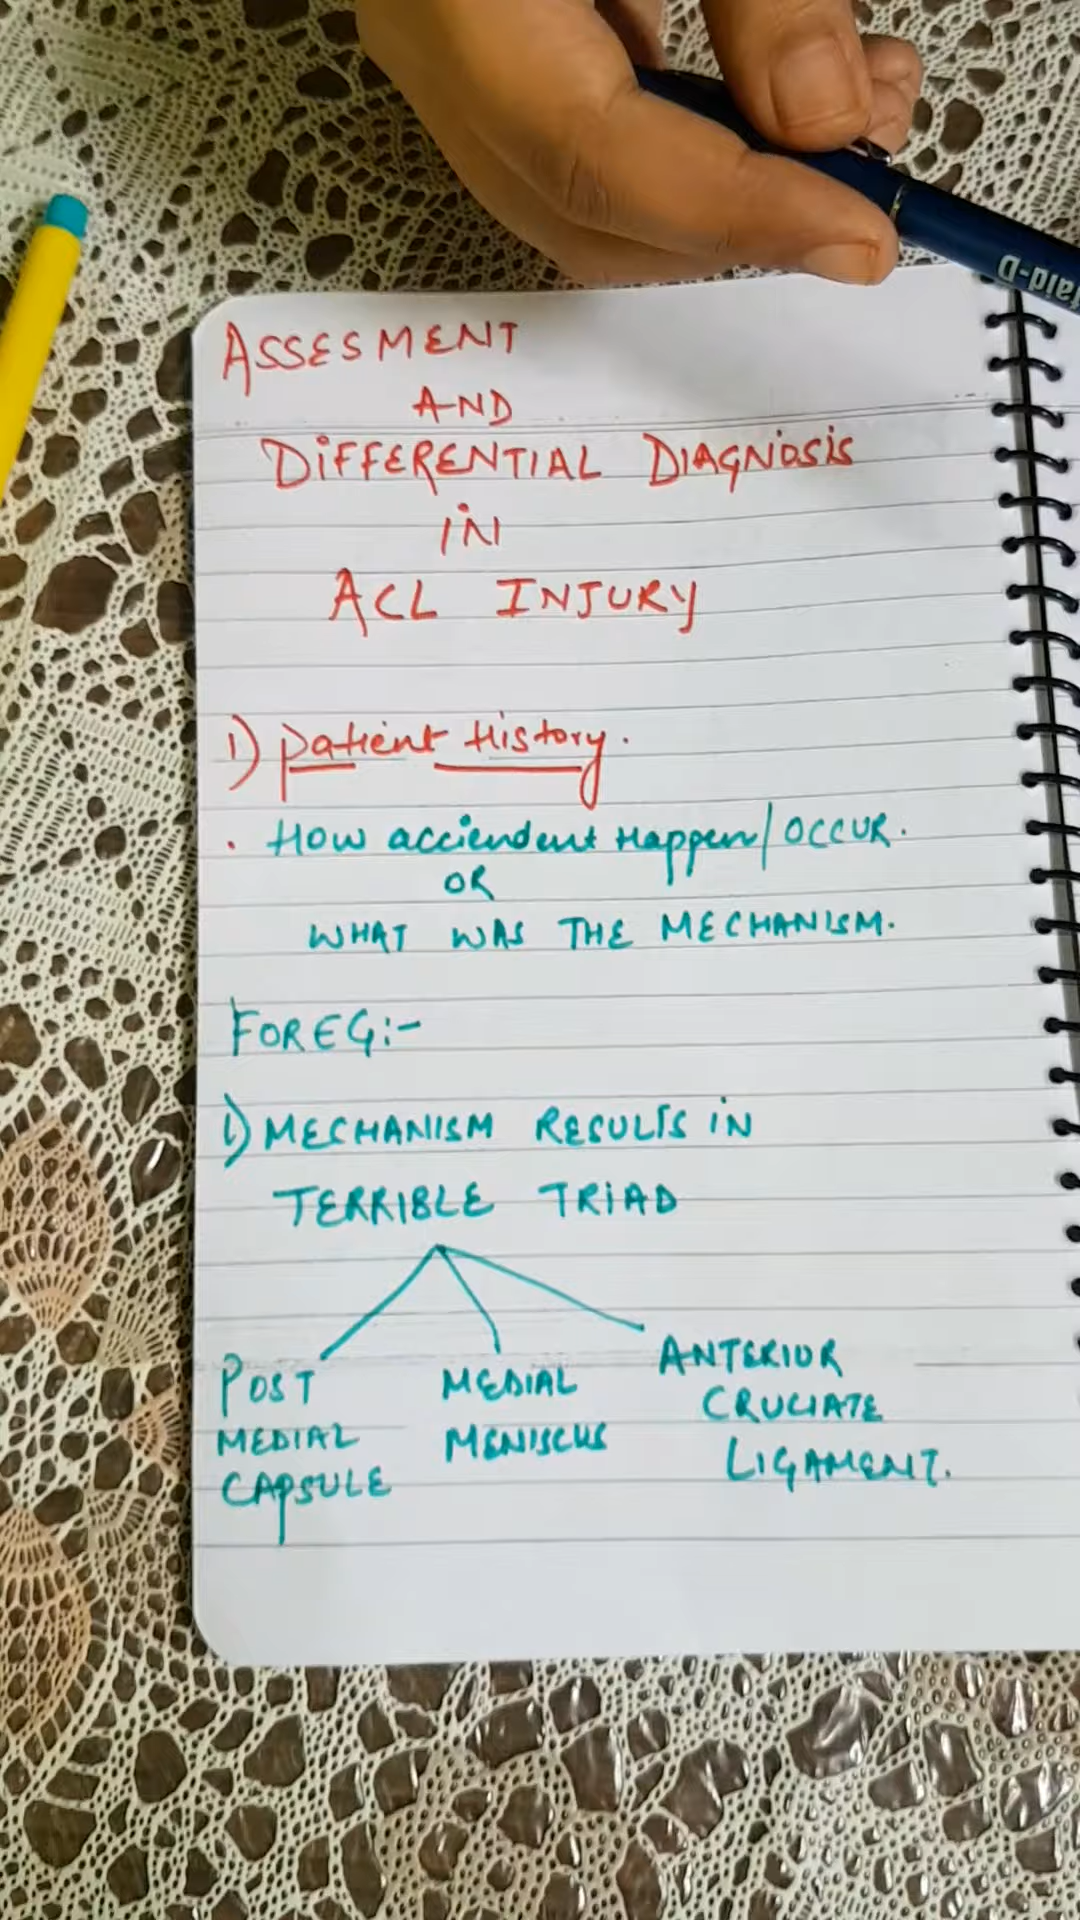 ASSESMENT
AND
DIFFERENTIAL DIAGNOSIS
IN
ACL INJURY
1) Patient History.
• How acciendent Happen/OCCUR.
OR
WHAT WAS THE MECHANISM.
FOREG:-
1) MECHANISM RESULTS IN
TERRIBLE TRIAD
POST
MEDIAL
CAPSULE
MEDIAL
MENISCUS
ANTERIOR
CRUCIATE
LIGAMENT.